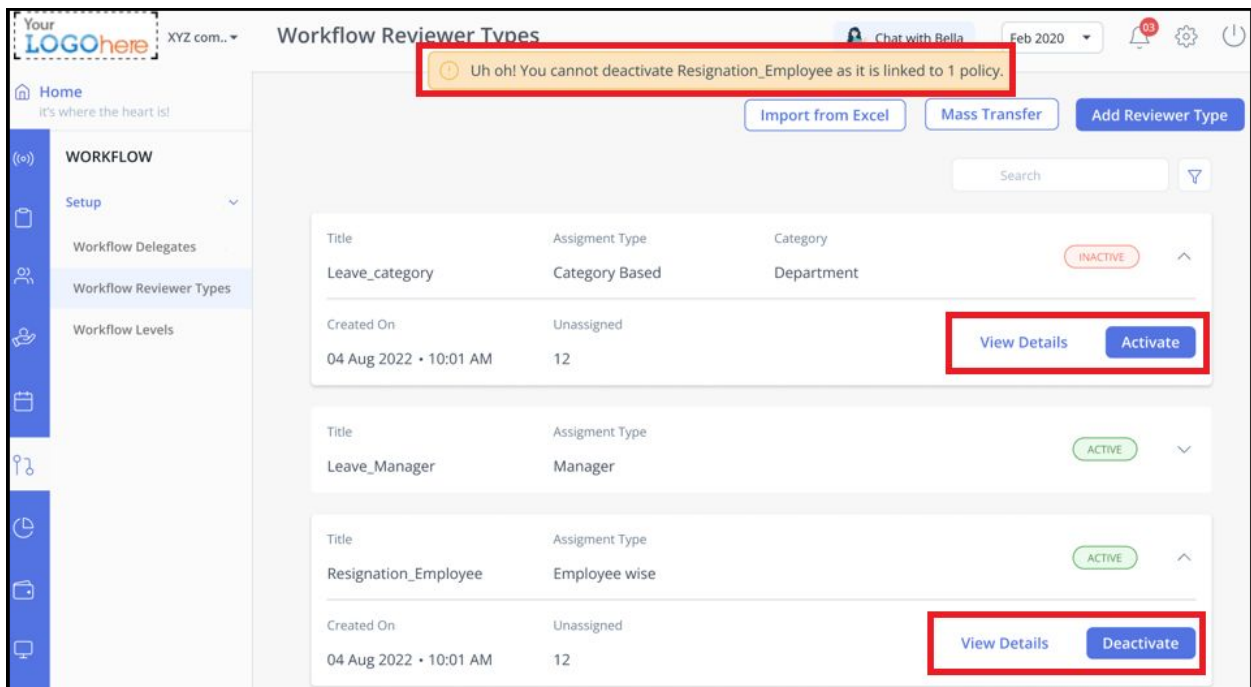 Your
LOGOhere
XYZ com..
Workflow Reviewer Types
Chat with Bella
Feb 2020
03
Uh oh! You cannot deactivate Resignation_Employee as it is linked to 1 policy.
Home
it's where the heart is!
Import from Excel
Mass Transfer
Add Reviewer Type
WORKFLOW
Setup
Workflow Delegates
Workflow Reviewer Types
Workflow Levels
Search
Title
Assigment Type
Category
Leave_category
Category Based
Department
INACTIVE
Created On
Unassigned
04 Aug 2022 • 10:01 AM
12
View Details
Activate
Title
Assigment Type
Leave_Manager
Manager
ACTIVE
Title
Assigment Type
Resignation_Employee
Employee wise
ACTIVE
Created On
Unassigned
04 Aug 2022 • 10:01 AM
12
View Details
Deactivate